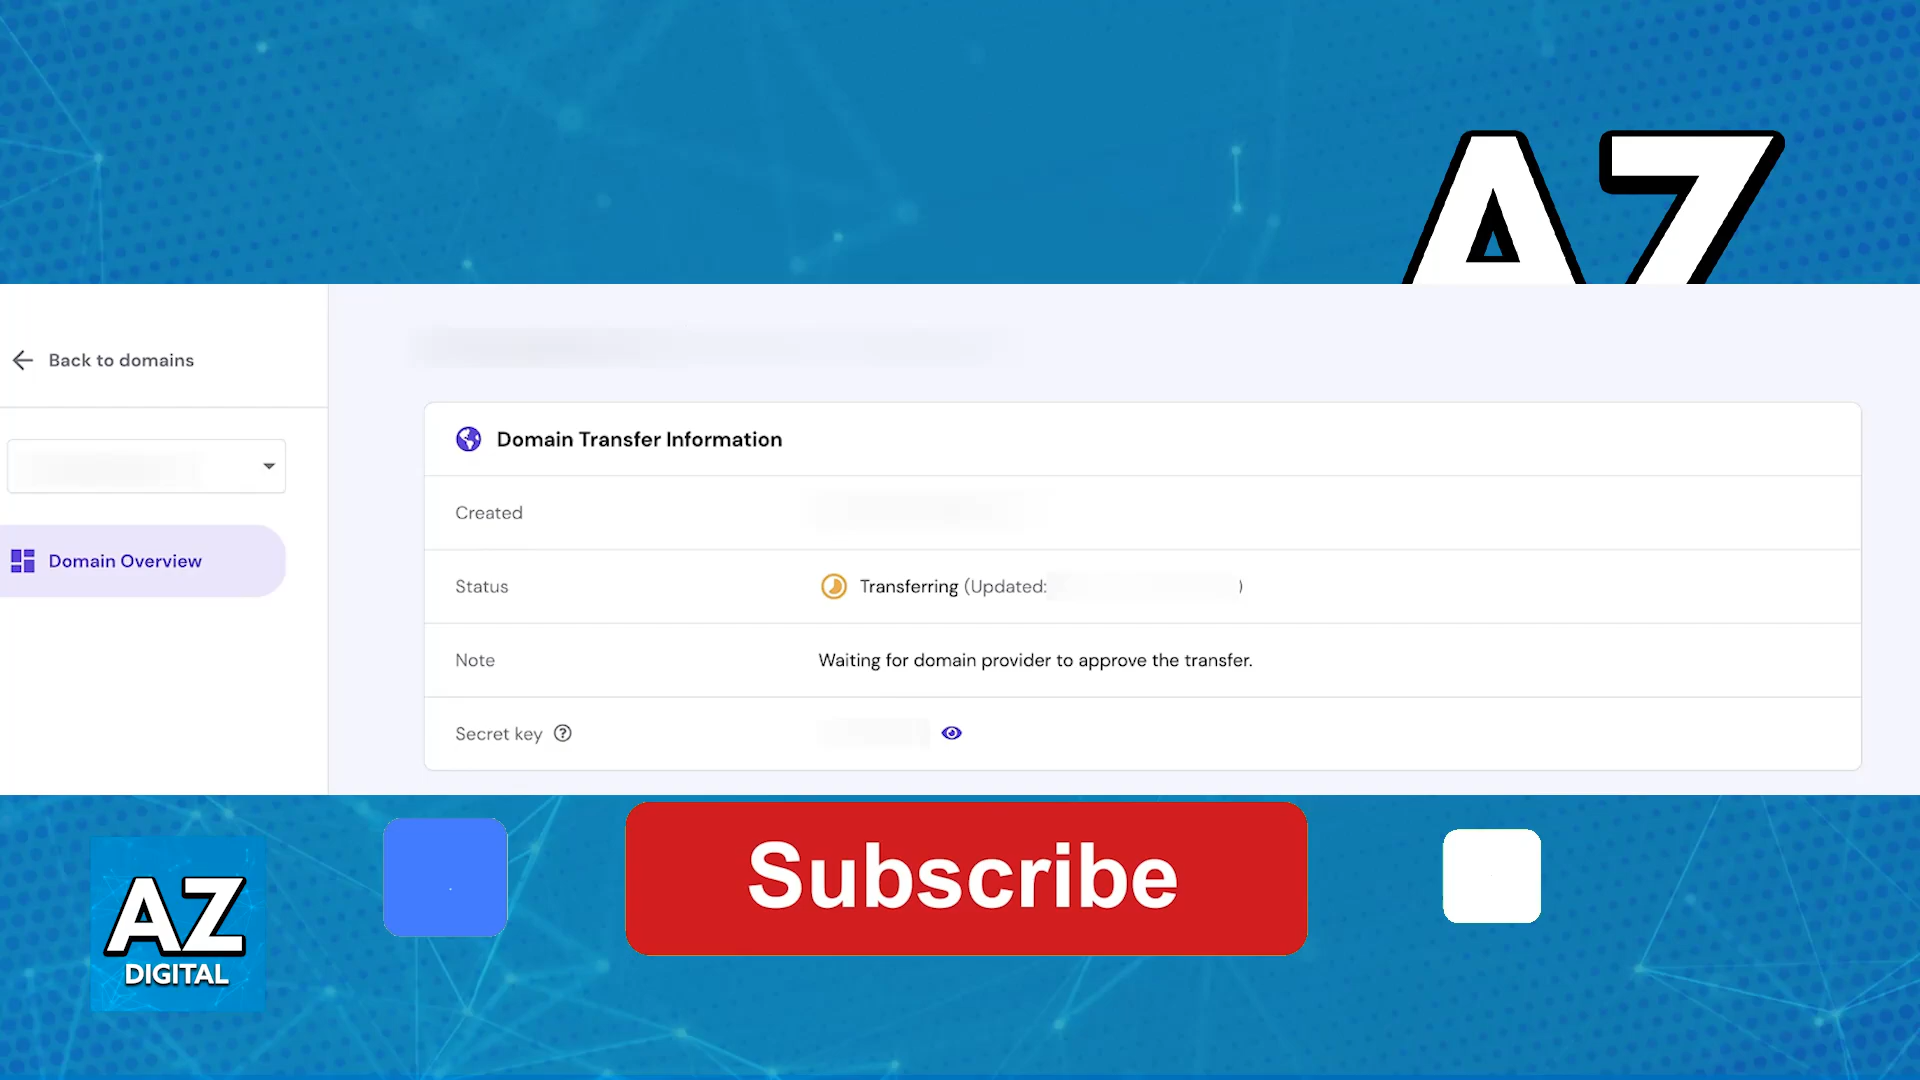 AZ
Back to domains
Domain Overview
Domain Transfer Information
Created
Status
Transferring (Updated: )
Note
Waiting for domain provider to approve the transfer.
Secret key
Subscribe
AZ
DIGITAL